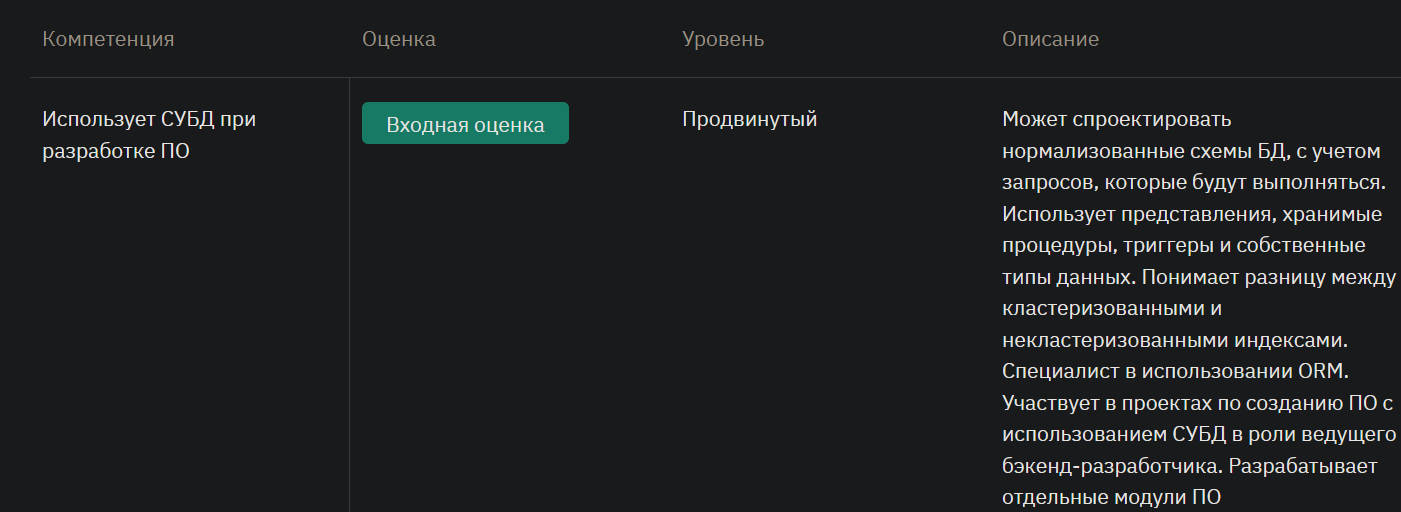 Компетенция
Оценка
Уровень
Описание
Использует СУБД при
разработке ПО
Входная оценка
Продвинутый
Может спроектировать
нормализованные схемы БД, с учетом
запросов, которые будут выполняться.
Использует представления, хранимые
процедуры, триггеры и собственные
типы данных. Понимает разницу между
кластеризованными и
некластеризованными индексами.
Специалист в использовании ORM.
Участвует в проектах по созданию ПО с
использованием СУБД в роли ведущего
бэкенд-разработчика. Разрабатывает
отдельные модули ПО